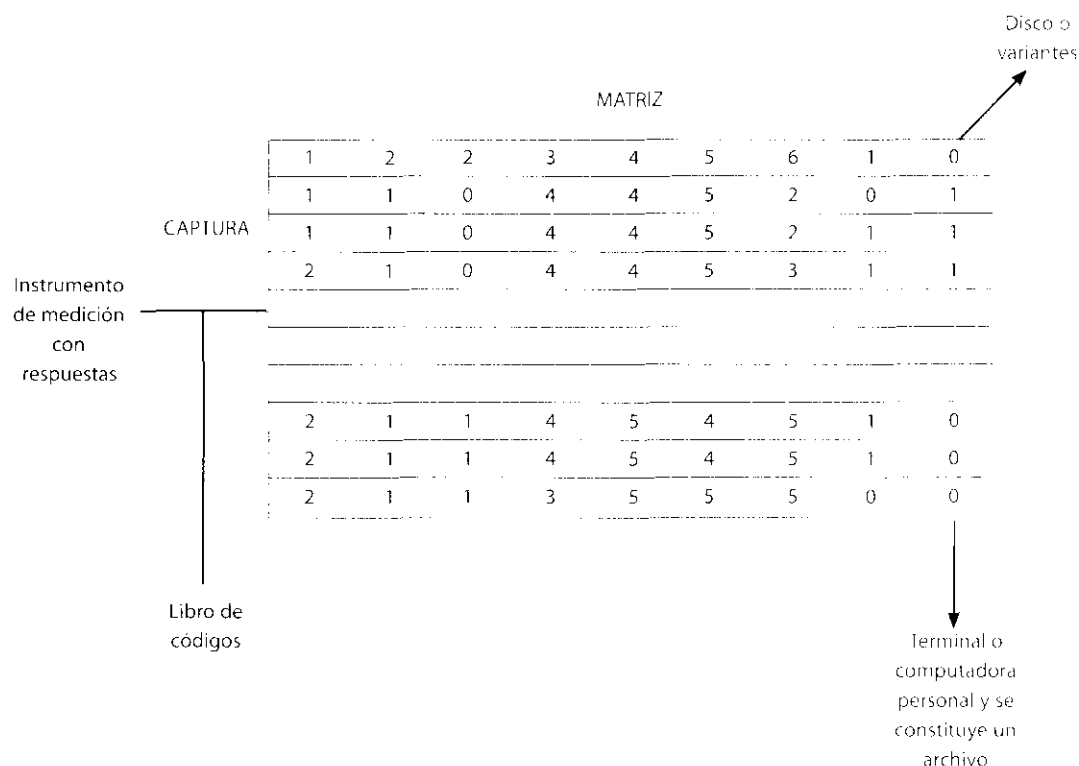 Disco o
variantes
MATRIZ
1 2 2 3 4 5 6 1 0
1 1 0 4 4 5 2 0 1
CAPTURA
1 1 0 4 4 5 2 1 1
2 1 0 4 4 5 3 1 1
Instrumento
de medición
con
respuestas
2 1 1 4 5 4 5 1 0
2 1 1 4 5 4 5 1 0
2 1 1 3 5 5 5 0 0
Libro de
códigos
Terminal o
computadora
personal y se
constituye un
archivo